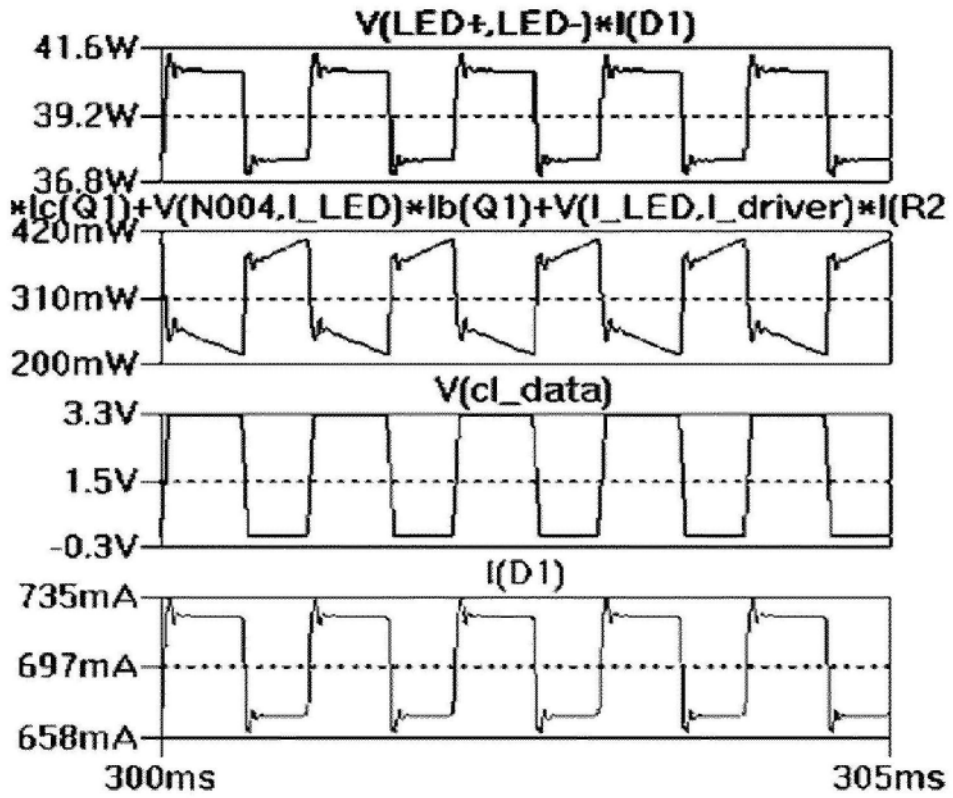 V(LED+,LED-)*I(D1)
41.6W
39.2W
36.8W
*Ic(Q1)+V(N004,I_LED)*Ib(Q1)+V(I_LED,I_driver)*I(R2
420mW
310mW
200mW
V(cl_data)
3.3V
1.5V
-0.3V
I(D1)
735mA
697mA
658mA
300ms 305ms